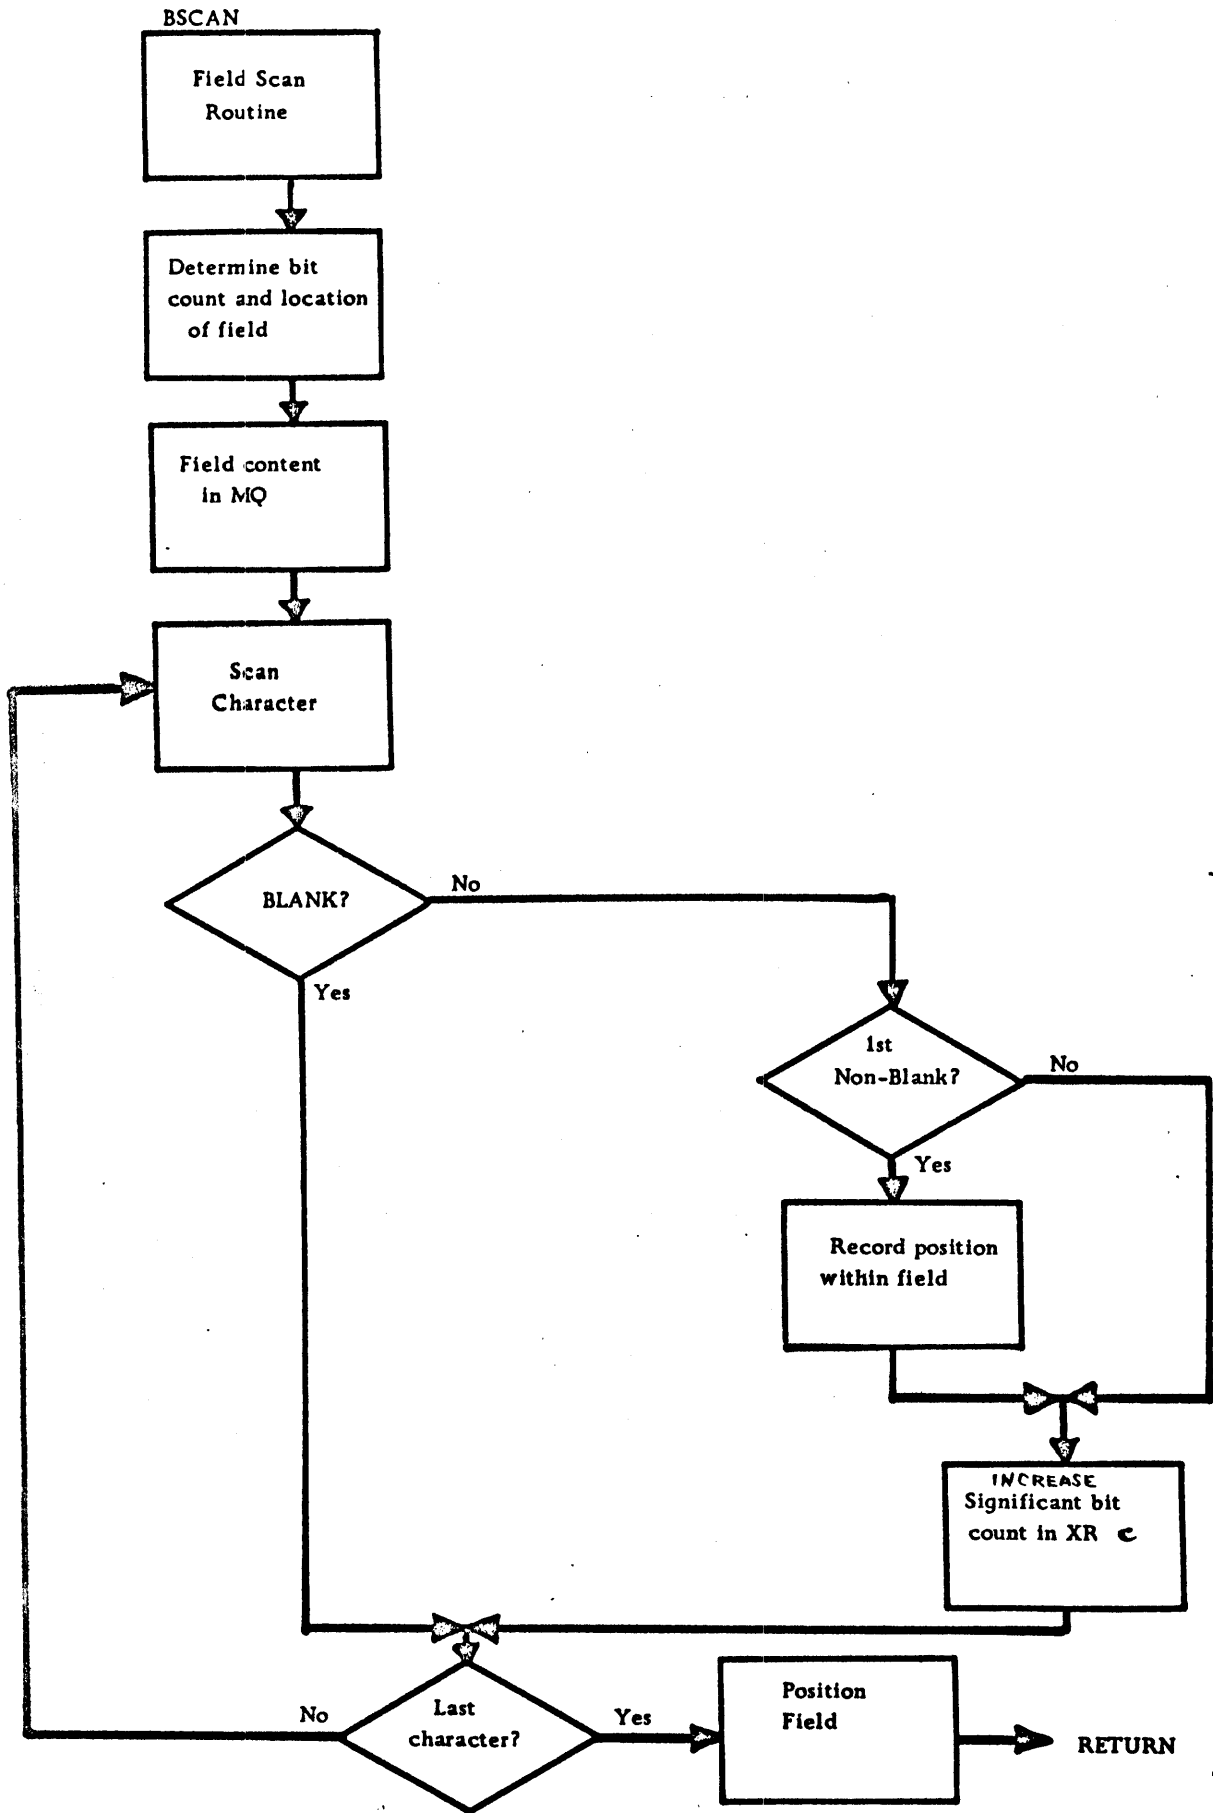 BSCAN
Field Scan
Routine
Determine bit
count and location
of field
Field content
in MQ
Scan
Character
BLANK?
No
Yes
1st
Non-Blank?
No
Yes
Record position
within field
INCREASE
Significant bit
count in XR C
Last
character?
No
Yes
Position
Field
RETURN